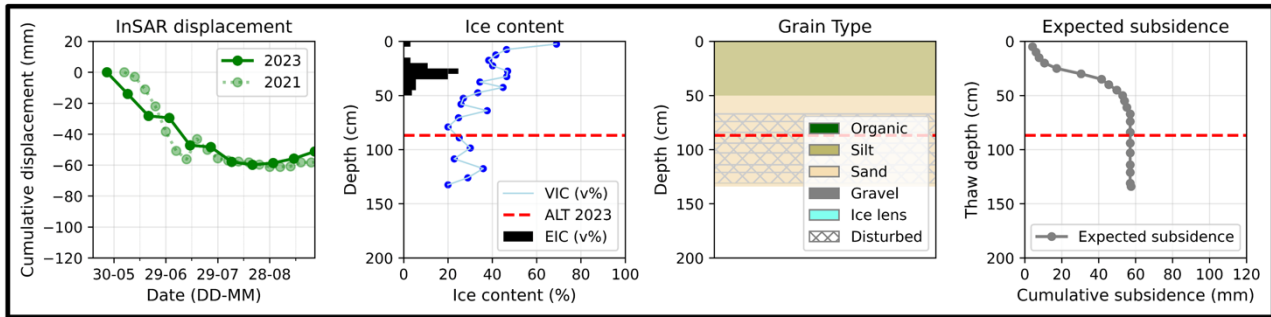 InSAR displacement
Cumulative displacement (mm)
20
0
−20
−40
−60
−80
−100
−120
2023
2021
30-05 29-06 29-07 28-08
Date (DD-MM)
Ice content
Depth (cm)
0
50
100
150
200
VIC (v%)
ALT 2023
EIC (v%)
0 20 40 60 80 100
Ice content (%)
Grain Type
Depth (cm)
0
50
100
150
200
Organic
Silt
Sand
Gravel
Ice lens
Disturbed
Expected subsidence
Thaw depth (cm)
0
50
100
150
200
Expected subsidence
0 20 40 60 80 100 120
Cumulative subsidence (mm)